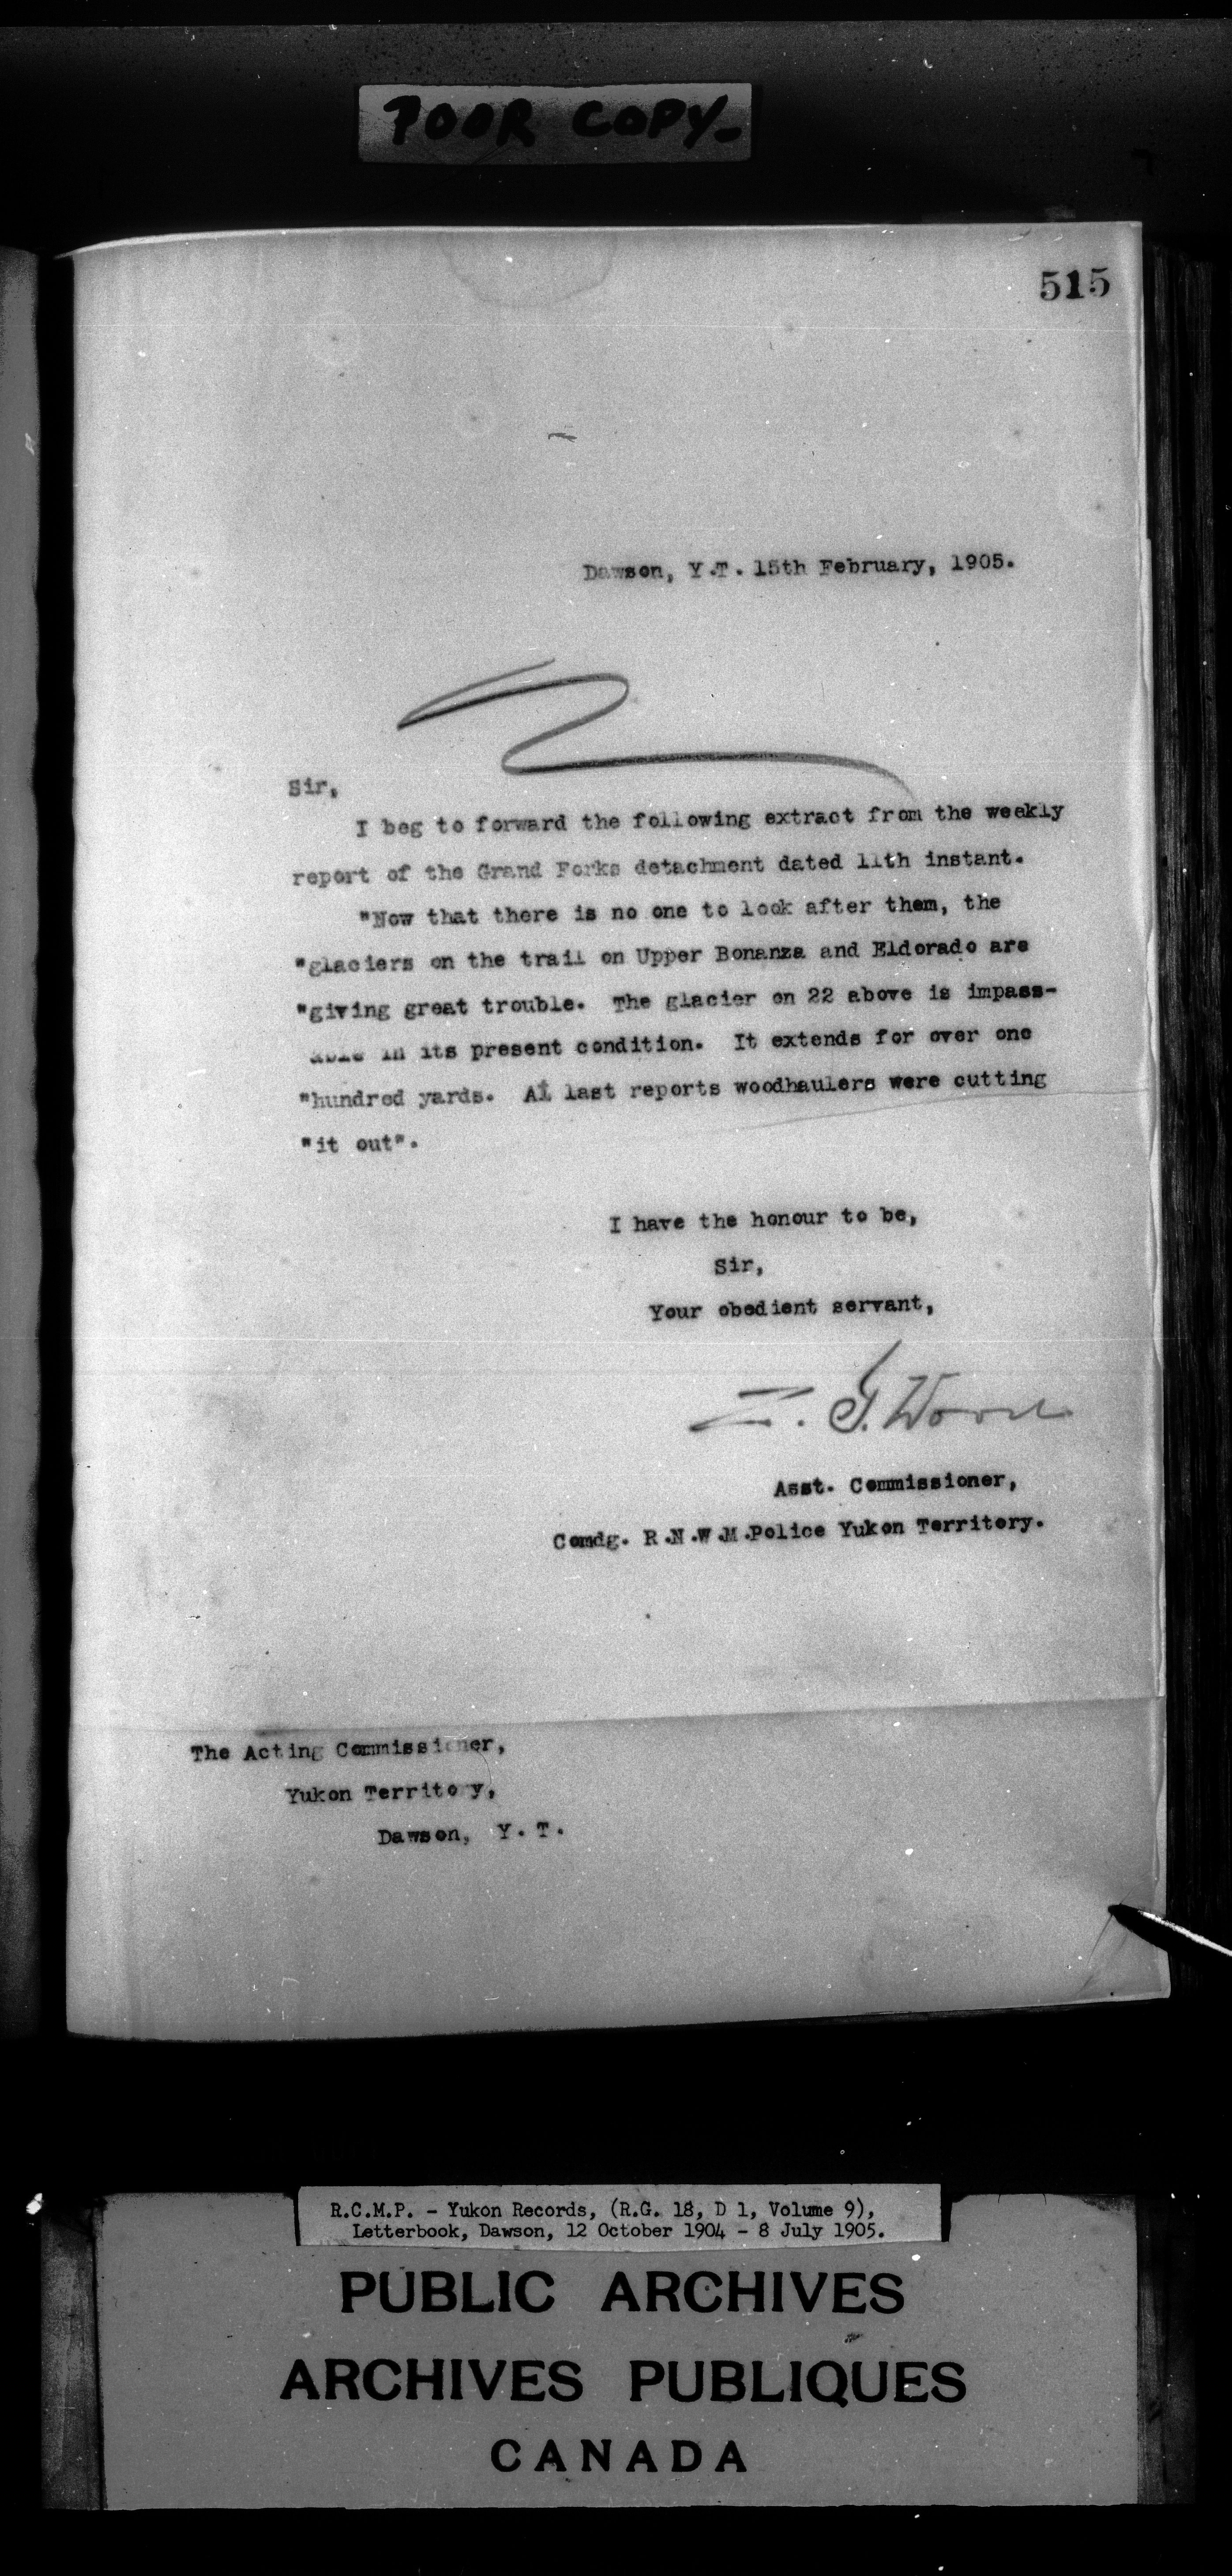 POOR COPY-
515
Dawson, Y.T. 15th February, 1905.
Sir,
I beg to forward the following extract from the weekly
report of the Grand Forks detachment dated 11th instant.
"Now that there is no one to look after them, the
"glaciers on the trail on Upper Bonanza and Eldorado are
"giving great trouble. The glacier on 22 above is impass-
able in its present condition. It extends for over one
"hundred yards. At last reports woodhaulers were cutting
"it out".
I have the honour to be,
Sir,
Your obedient servant,
Z. T. Wood
Asst. Commissioner,
Comdg. R.N.W.M.Police Yukon Territory.
The Acting Commissioner,
Yukon Territory,
Dawson, Y. T.
R.C.M.P. - Yukon Records, (R.G. 18, D 1, Volume 9),
Letterbook, Dawson, 12 October 1904 - 8 July 1905.
PUBLIC ARCHIVES
ARCHIVES PUBLIQUES
CANADA